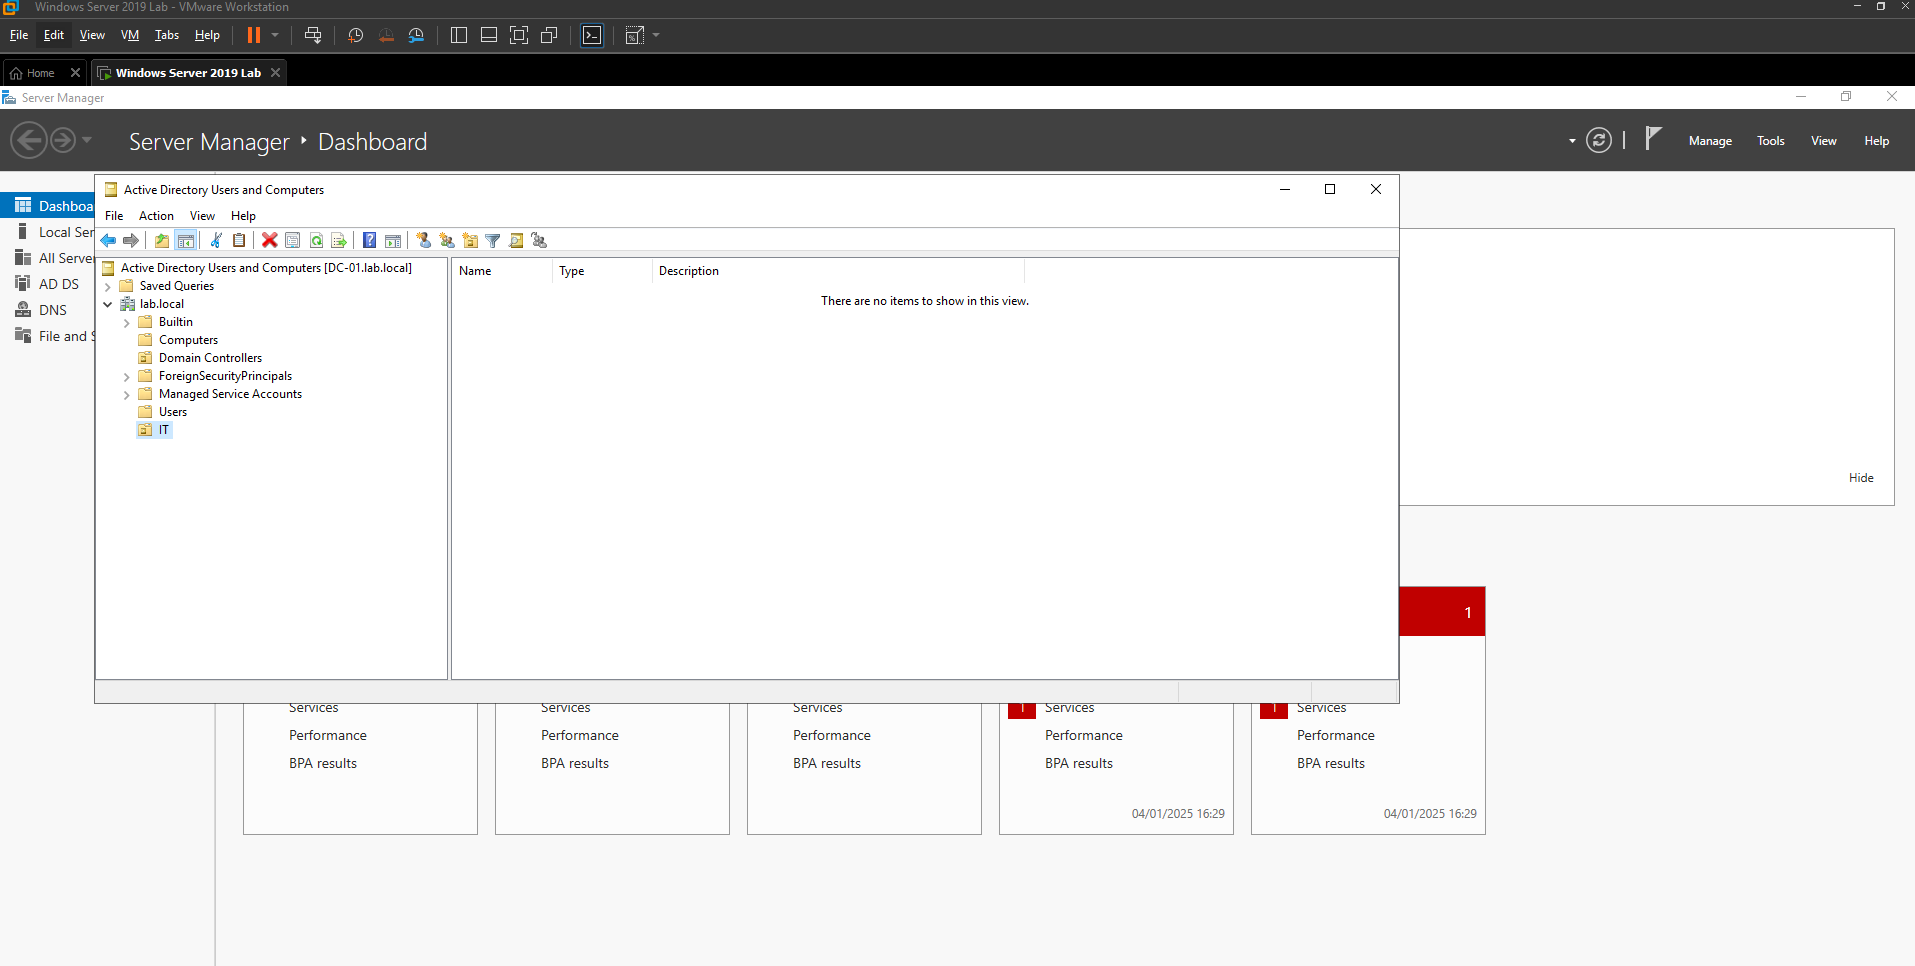 Windows Server 2019 Lab - VMware Workstation
File Edit View VM Tabs Help
Home Windows Server 2019 Lab
Server Manager
Server Manager Dashboard
Manage Tools View Help
Dashboa
Local Ser
All Server
AD DS
DNS
File and S
Active Directory Users and Computers
File Action View Help
Active Directory Users and Computers [DC-01.lab.local]
Saved Queries
lab.local
Builtin
Computers
Domain Controllers
ForeignSecurityPrincipals
Managed Service Accounts
Users
IT
Name Type Description
There are no items to show in this view.
Hide
1
Services
Performance
BPA results
Services
Performance
BPA results
Services
Performance
BPA results
1 Services
Performance
BPA results
04/01/2025 16:29
1 Services
Performance
BPA results
04/01/2025 16:29